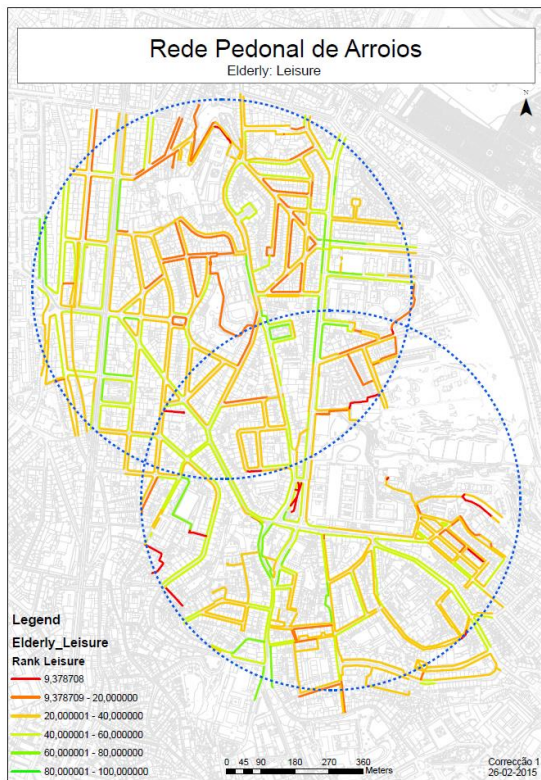 Rede Pedonal de Arroios
Elderly: Leisure
N
Legend
Elderly_Leisure
Rank Leisure
9,378708
9,378709 - 20,000000
20,000001 - 40,000000
40,000001 - 60,000000
60,000001 - 80,000000
80,000001 - 100,000000
0 45 90 180 270 360
Meters
Correcção 1
26-02-2015